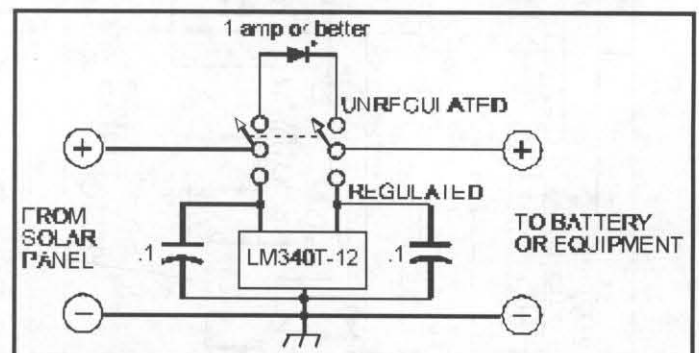 1 amp or better
UNREGULATED
+
+
REGULATED
FROM
SOLAR
PANEL
.1
LM340T-12
.1
TO BATTERY
OR EQUIPMENT
−
−